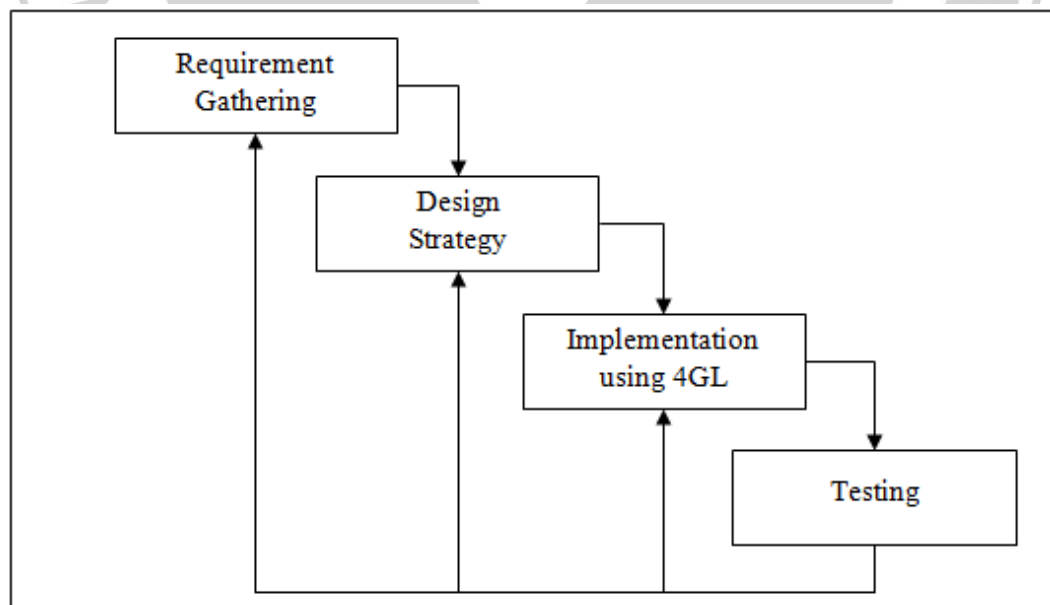 Requirement
Gathering
Design
Strategy
Implementation
using 4GL
Testing